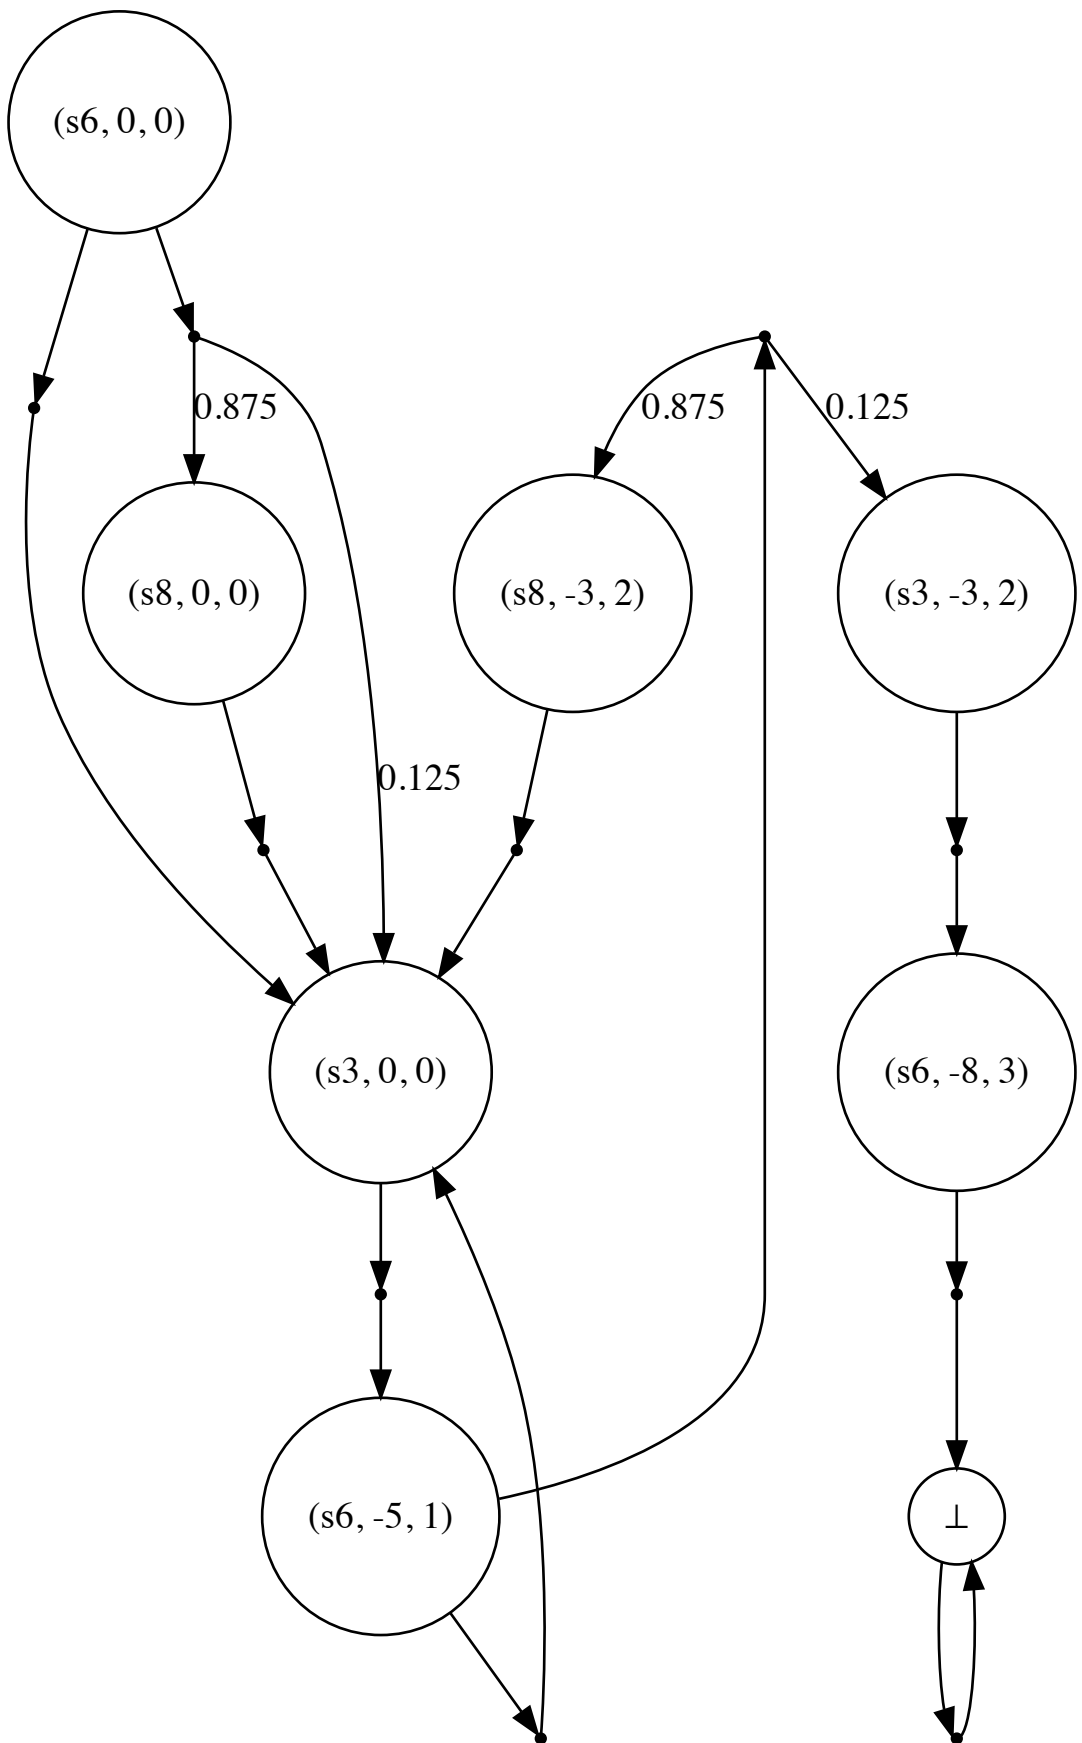 (s6, 0, 0)
0.875
0.875
0.125
(s8, 0, 0)
(s8, -3, 2)
(s3, -3, 2)
0.125
(s3, 0, 0)
(s6, -8, 3)
(s6, -5, 1)
⊥